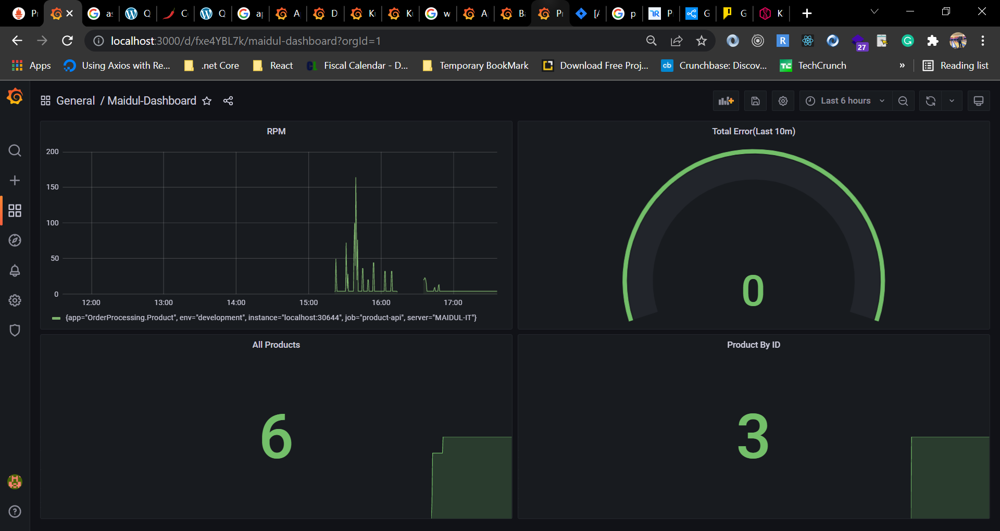 P
a
Q
C
Q
a
A
D
K
K
w
A
B
P
[A
p
P
G
G
K
localhost:3000/d/fxe4YBL7k/maidul-dashboard?orgId=1
R
27
Apps
Using Axios with Re...
.net Core
React
CL
Fiscal Calendar - D...
Temporary BookMark
Download Free Proj...
cb
Crunchbase: Discov...
TC
TechCrunch
»
Reading list
General / Maidul-Dashboard
Last 6 hours
RPM
200
150
100
50
0
12:00
13:00
14:00
15:00
16:00
17:00
{app="OrderProcessing.Product", env="development", instance="localhost:30644", job="product-api", server="MAIDUL-IT"}
Total Error(Last 10m)
0
All Products
6
Product By ID
3